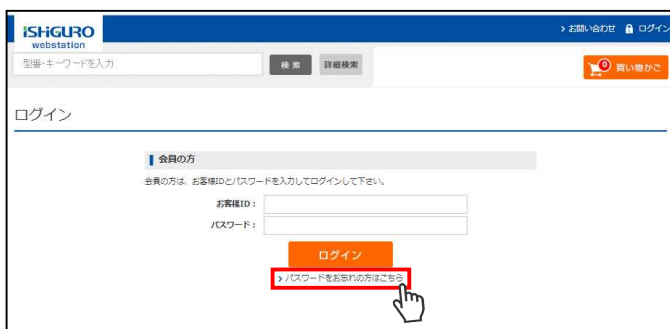 ISHIGURO
webstation
› お問い合わせ ログイン
型番・キーワードを入力 検 索 詳細検索 0 買い物かご
ログイン
会員の方
会員の方は、お客様IDとパスワードを入力してログインして下さい。
お客様ID：
パスワード：
ログイン
› パスワードをお忘れの方はこちら